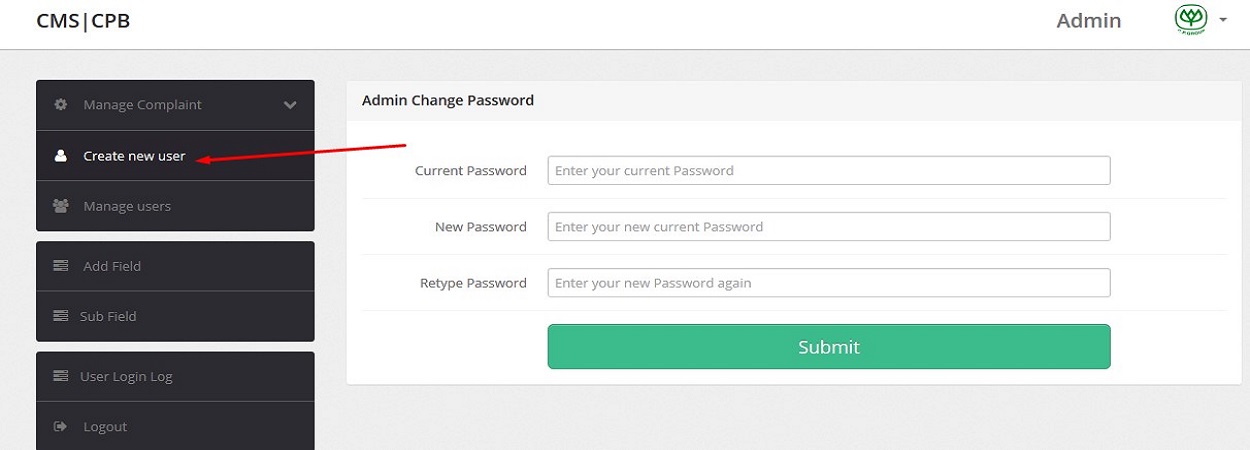 CMS|CPB
Admin
Manage Complaint
Create new user
Manage users
Add Field
Sub Field
User Login Log
Logout
Admin Change Password
Current Password
Enter your current Password
New Password
Enter your new current Password
Retype Password
Enter your new Password again
Submit